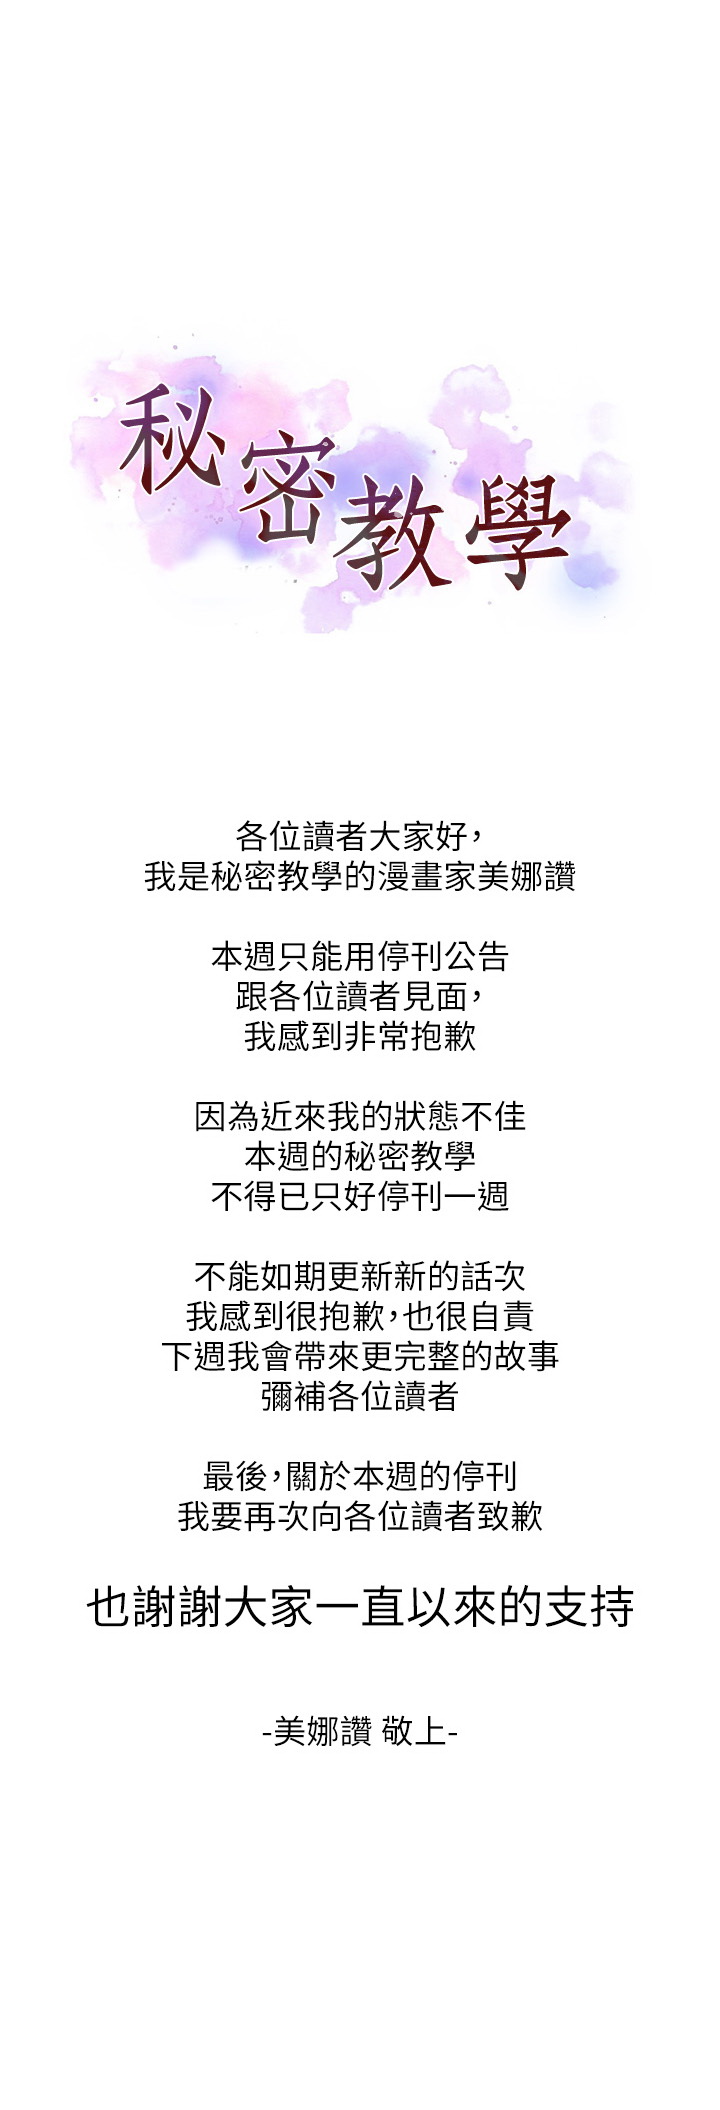 秘密教學
各位讀者大家好，
我是秘密教學的漫畫家美娜讚
本週只能用停刊公告
跟各位讀者見面，
我感到非常抱歉
因為近來我的狀態不佳
本週的秘密教學
不得已只好停刊一週
不能如期更新新的話次
我感到很抱歉，也很自責
下週我會帶來更完整的故事
彌補各位讀者
最後，關於本週的停刊
我要再次向各位讀者致歉
也謝謝大家一直以來的支持
-美娜讚 敬上-